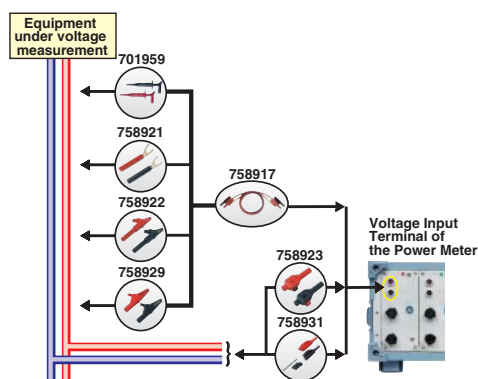 Equipment
under voltage
measurement
701959
758921
758917
758922
Voltage Input
Terminal of
the Power Meter
758923
758929
758931